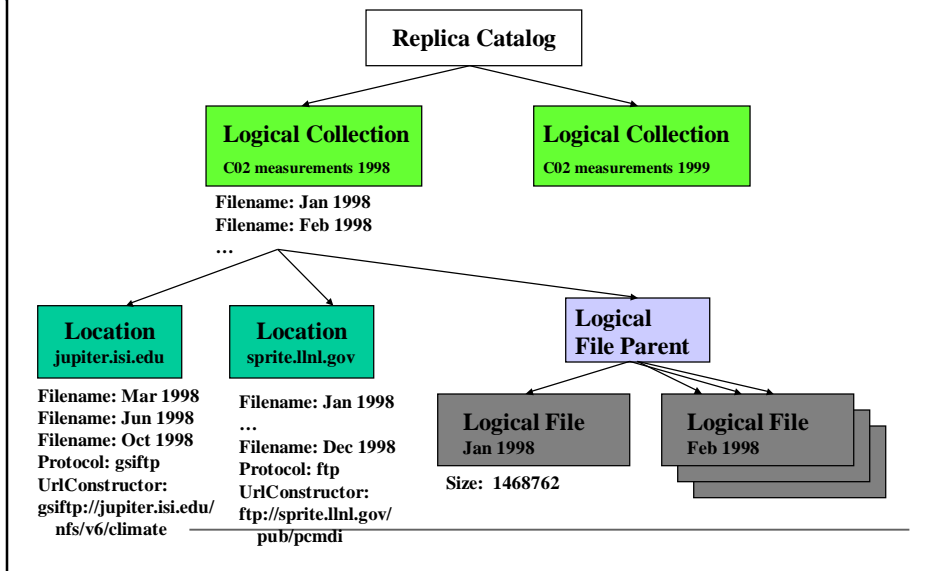 Replica Catalog
Logical Collection
C02 measurements 1998
Logical Collection
C02 measurements 1999
Filename: Jan 1998
Filename: Feb 1998
…
Location
jupiter.isi.edu
Location
sprite.llnl.gov
Logical
File Parent
Filename: Mar 1998
Filename: Jun 1998
Filename: Oct 1998
Protocol: gsiftp
UrlConstructor:
gsiftp://jupiter.isi.edu/
nfs/v6/climate
Filename: Jan 1998
…
Filename: Dec 1998
Protocol: ftp
UrlConstructor:
ftp://sprite.llnl.gov/
pub/pcmdi
Logical File
Jan 1998
Size: 1468762
Logical File
Feb 1998